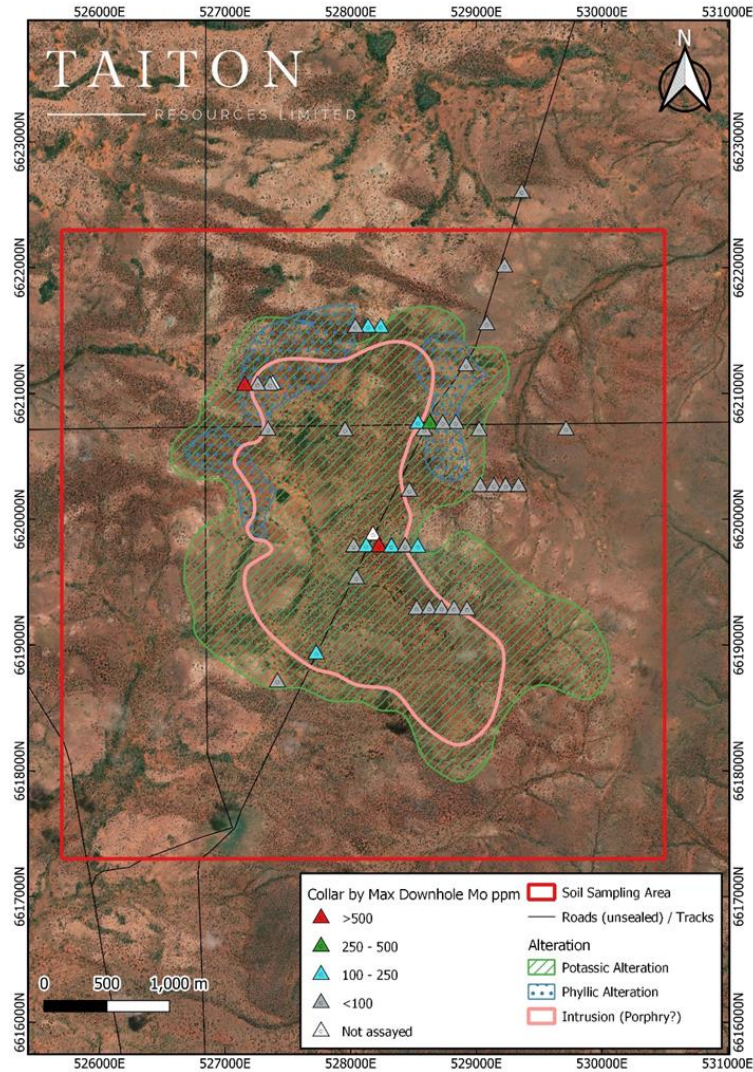 526000E 527000E 528000E 529000E 530000E 531000E
TAITON
RESOURCES LIMITED
N
6623000N 6623000N
6622000N 6622000N
6621000N 6621000N
6620000N 6620000N
6619000N 6619000N
6618000N 6618000N
6617000N 6617000N
6616000N 6616000N
Collar by Max Downhole Mo ppm
>500
250 - 500
100 - 250
<100
Not assayed
Soil Sampling Area
Roads (unsealed) / Tracks
Alteration
Potassic Alteration
Phyllic Alteration
Intrusion (Porphry?)
0 500 1,000 m
526000E 527000E 528000E 529000E 530000E 531000E